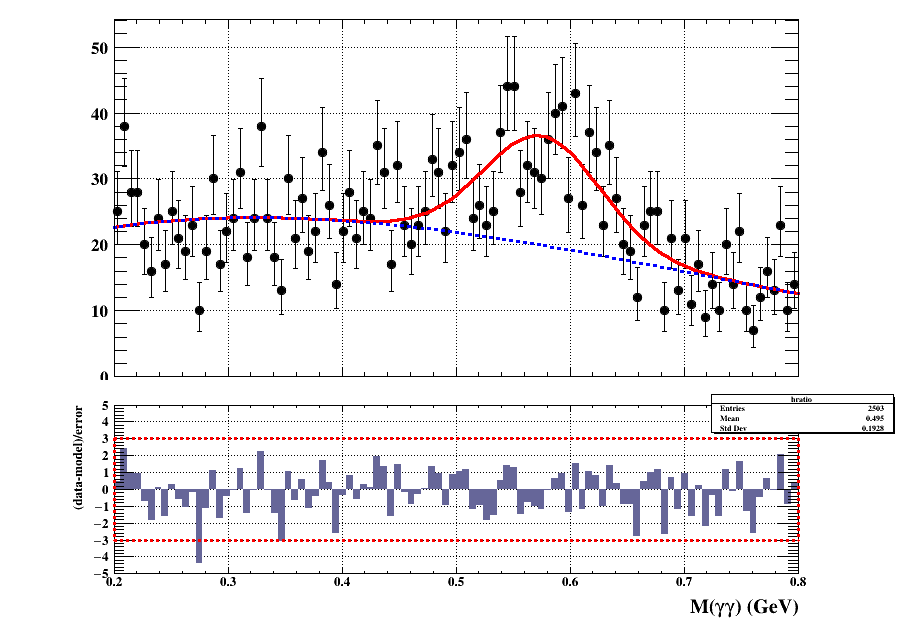 50
40
30
20
10
0
hratio
Entries 2503
Mean 0.495
Std Dev 0.1928
(data-model)/error
5
4
3
2
1
0
−1
−2
−3
−4
−5
0.2 0.3 0.4 0.5 0.6 0.7 0.8
M(γγ) (GeV)